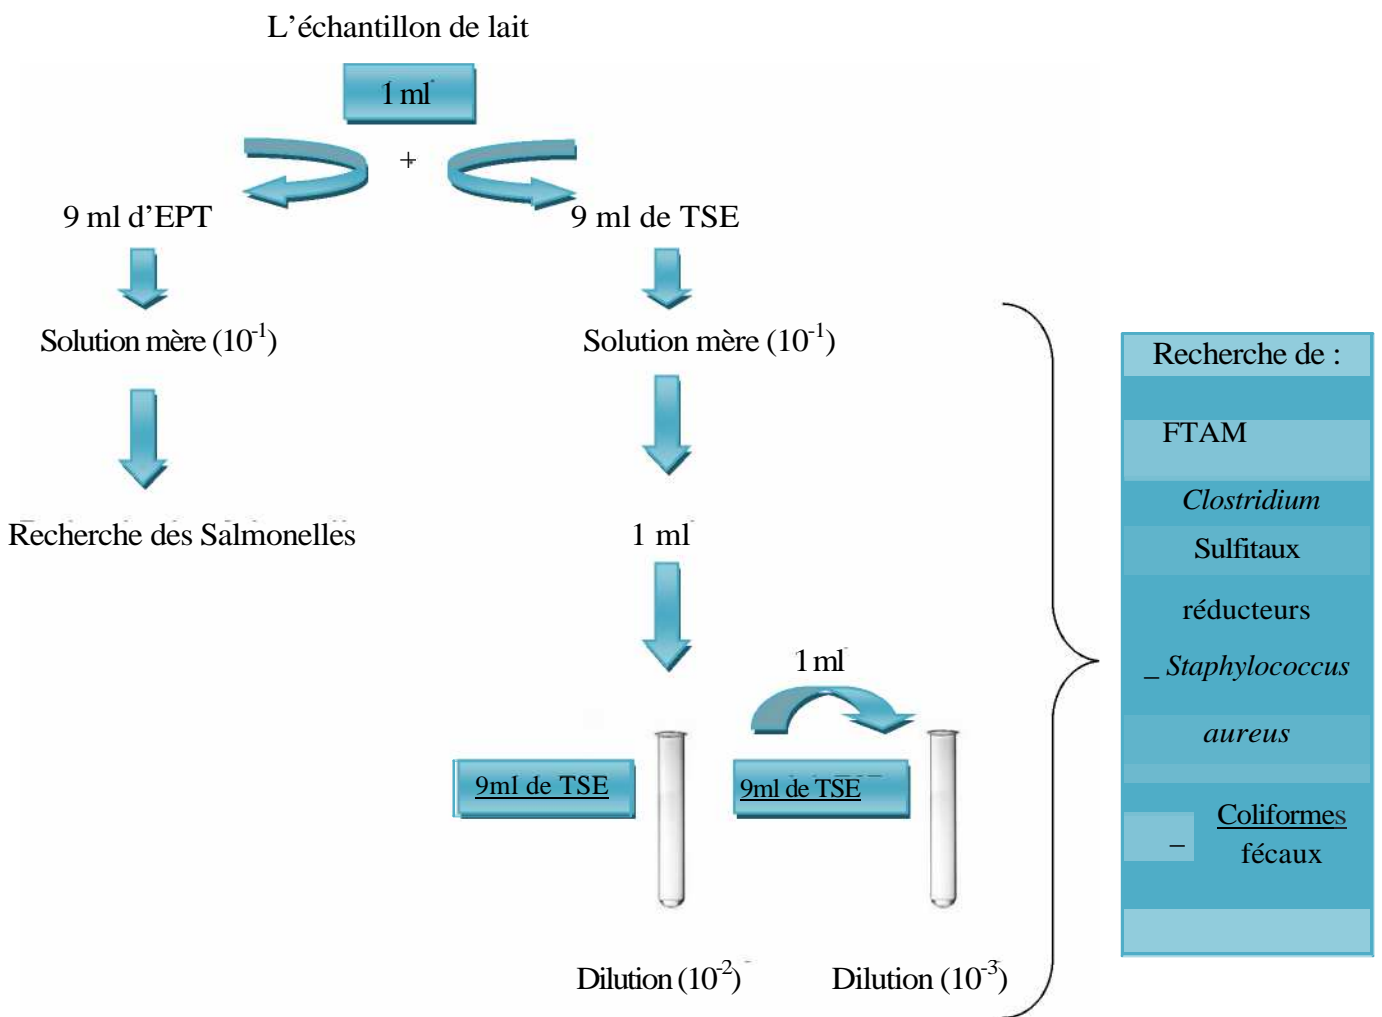 L’échantillon de lait
1 ml
+
9 ml d’EPT
9 ml de TSE
Solution mère (10-1)
Solution mère (10-1)
Recherche des Salmonelles
1 ml
1 ml
9ml de TSE
9ml de TSE
Dilution (10-2)
Dilution (10-3)
Recherche de :
FTAM
Clostridium
Sulfitaux
réducteurs
_ Staphylococcus
aureus
_ Coliformes
fécaux